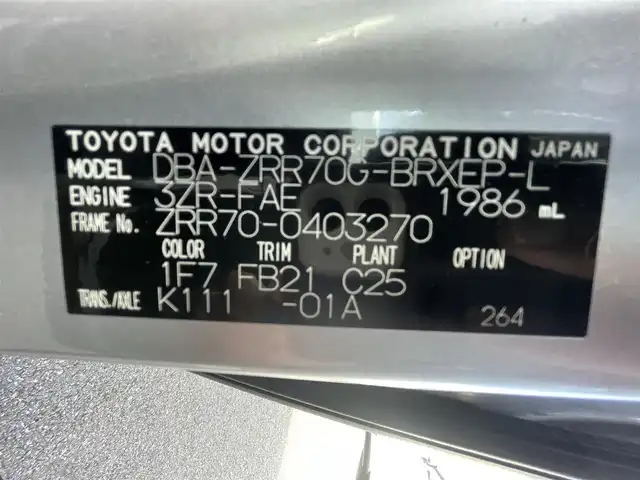 TOYOTA MOTOR CORPORATION JAPAN
MODEL DBA-ZRR70G-BRXEP-L
ENGINE 3ZR-FAE 1986 mL
FRAME No. ZRR70-0403270
COLOR TRIM PLANT OPTION
1F7 FB21 C25
TRANS./AXLE K111 -01A 264